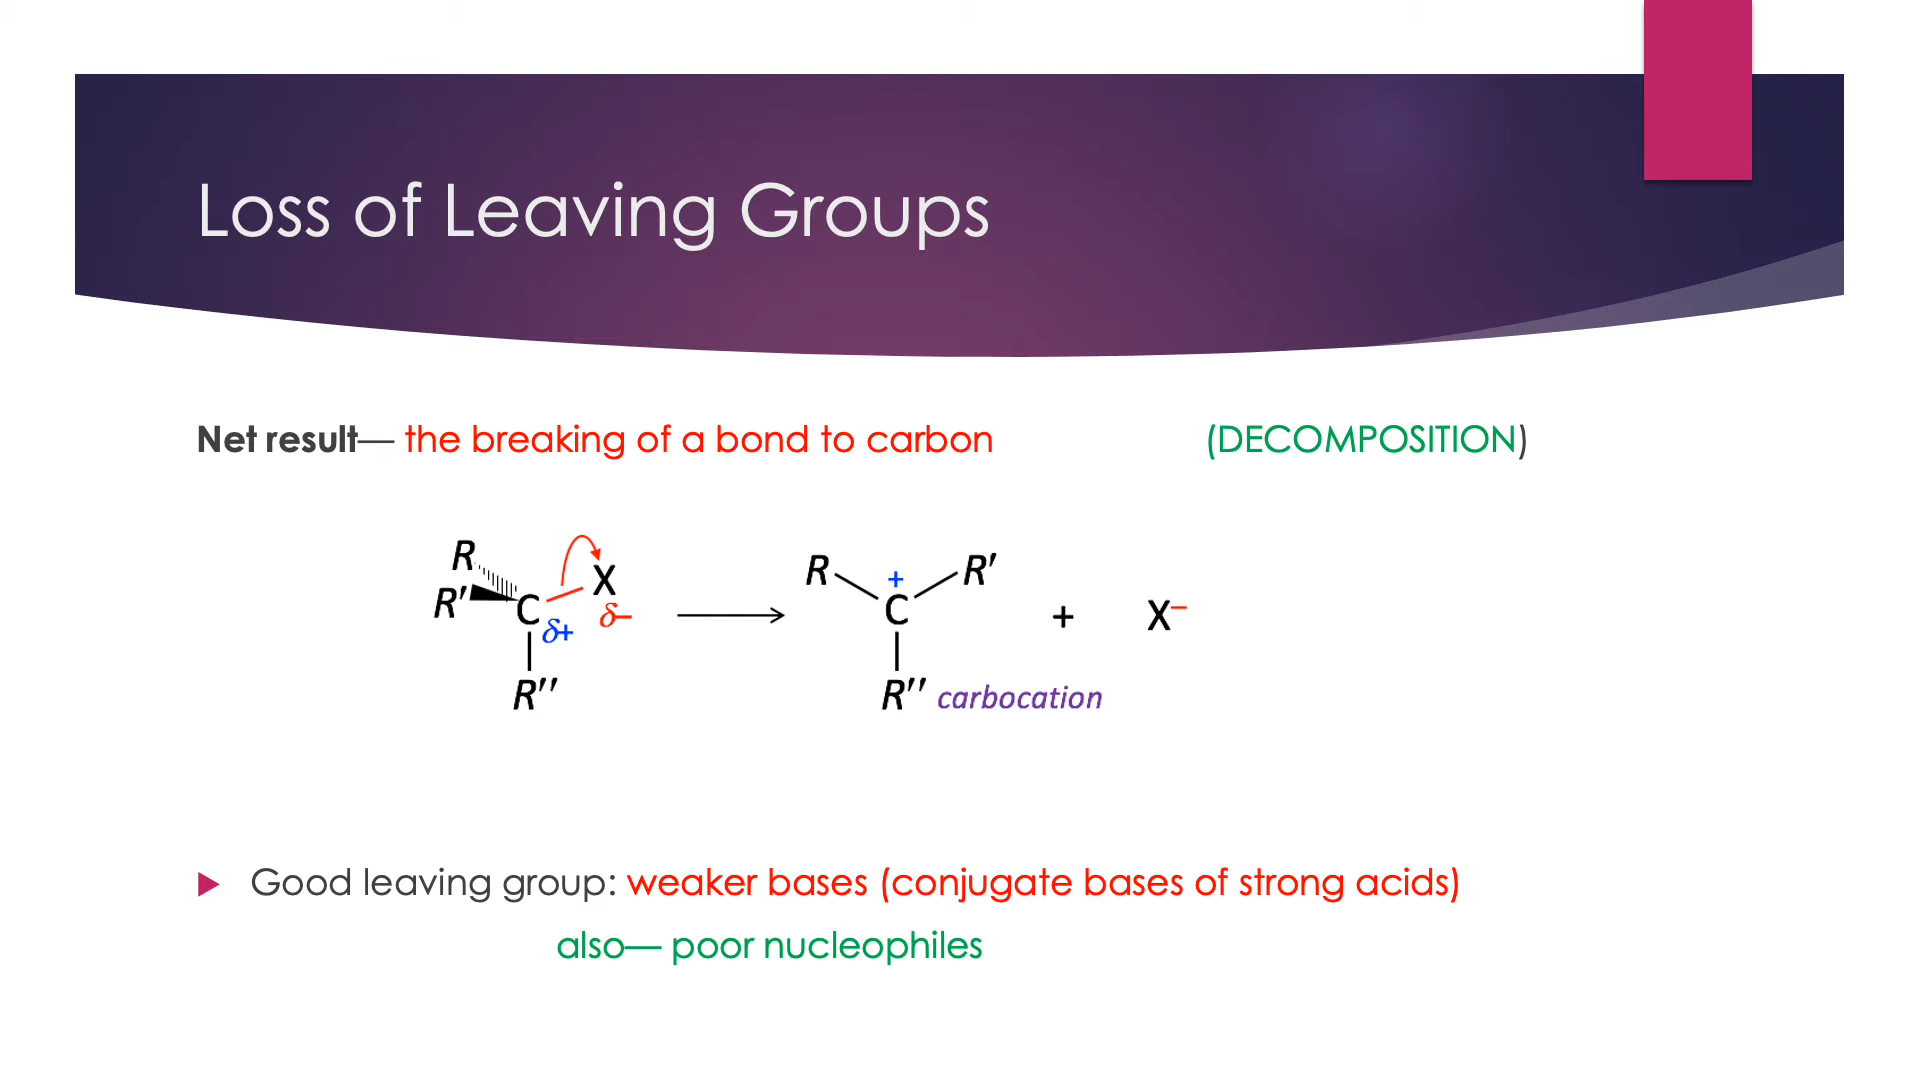 Loss of Leaving Groups
Net result— the breaking of a bond to carbon (DECOMPOSITION)
R
R′ C X
δ+ δ−
R′′
R + R′
C
R′′ carbocation
+ X−
Good leaving group: weaker bases (conjugate bases of strong acids)
also— poor nucleophiles